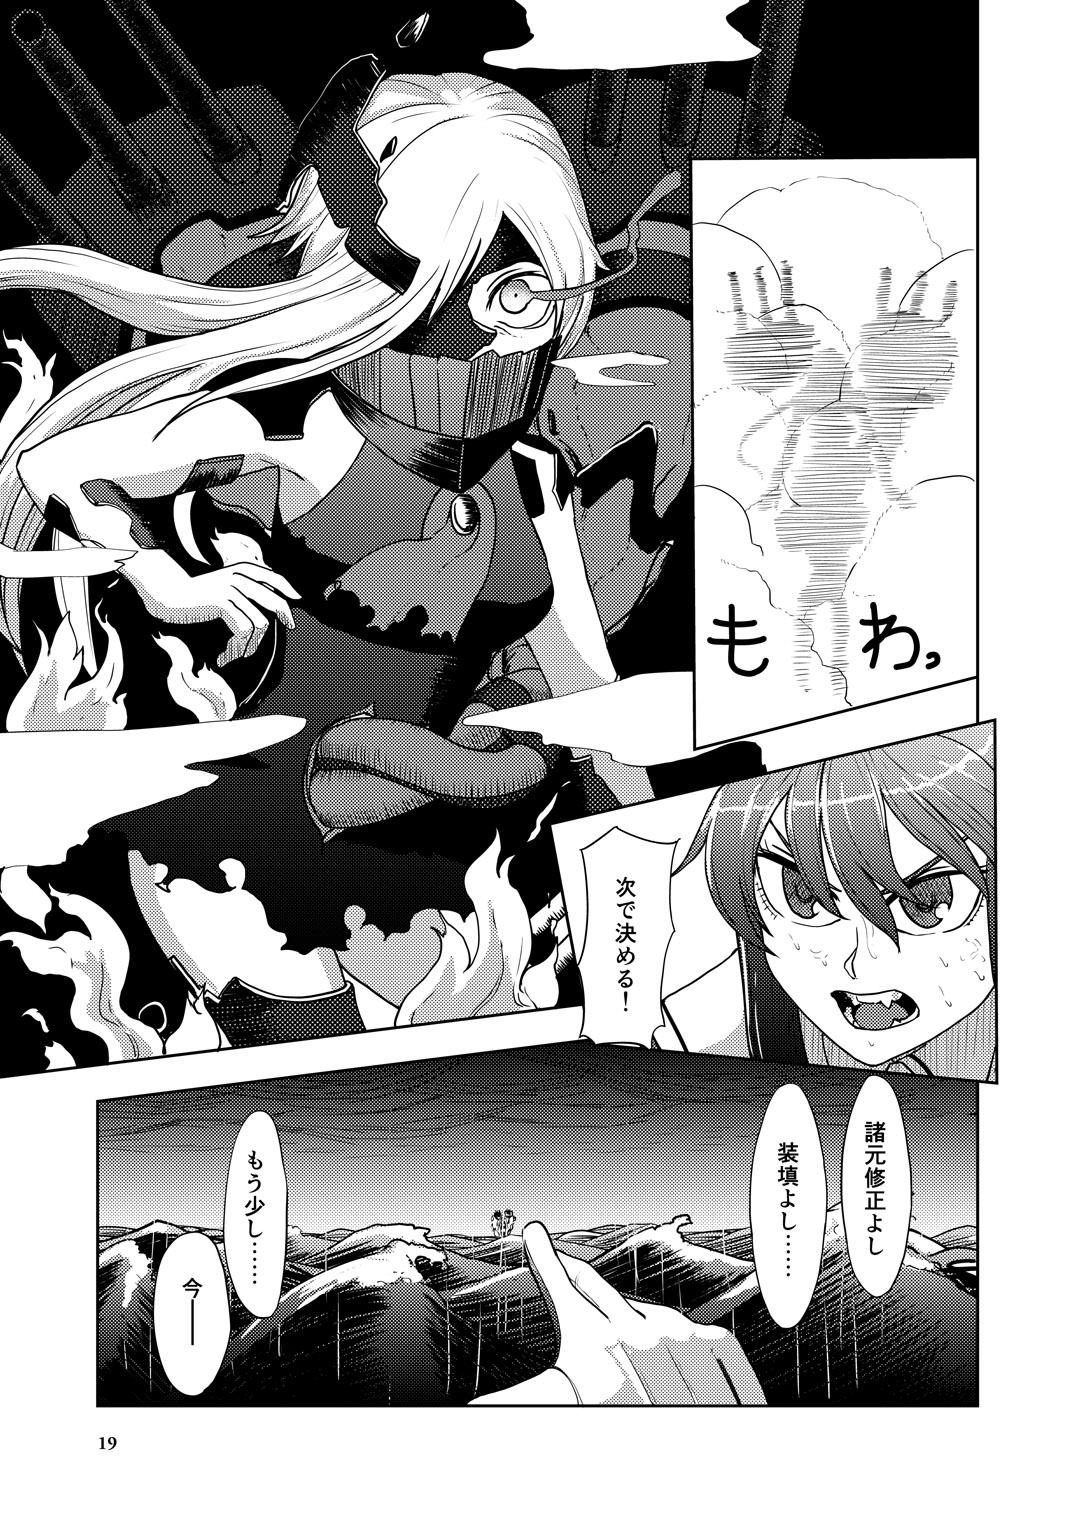 もわっ
次で決める！
諸元修正よし
装填よし……
もう少し……
今――
19